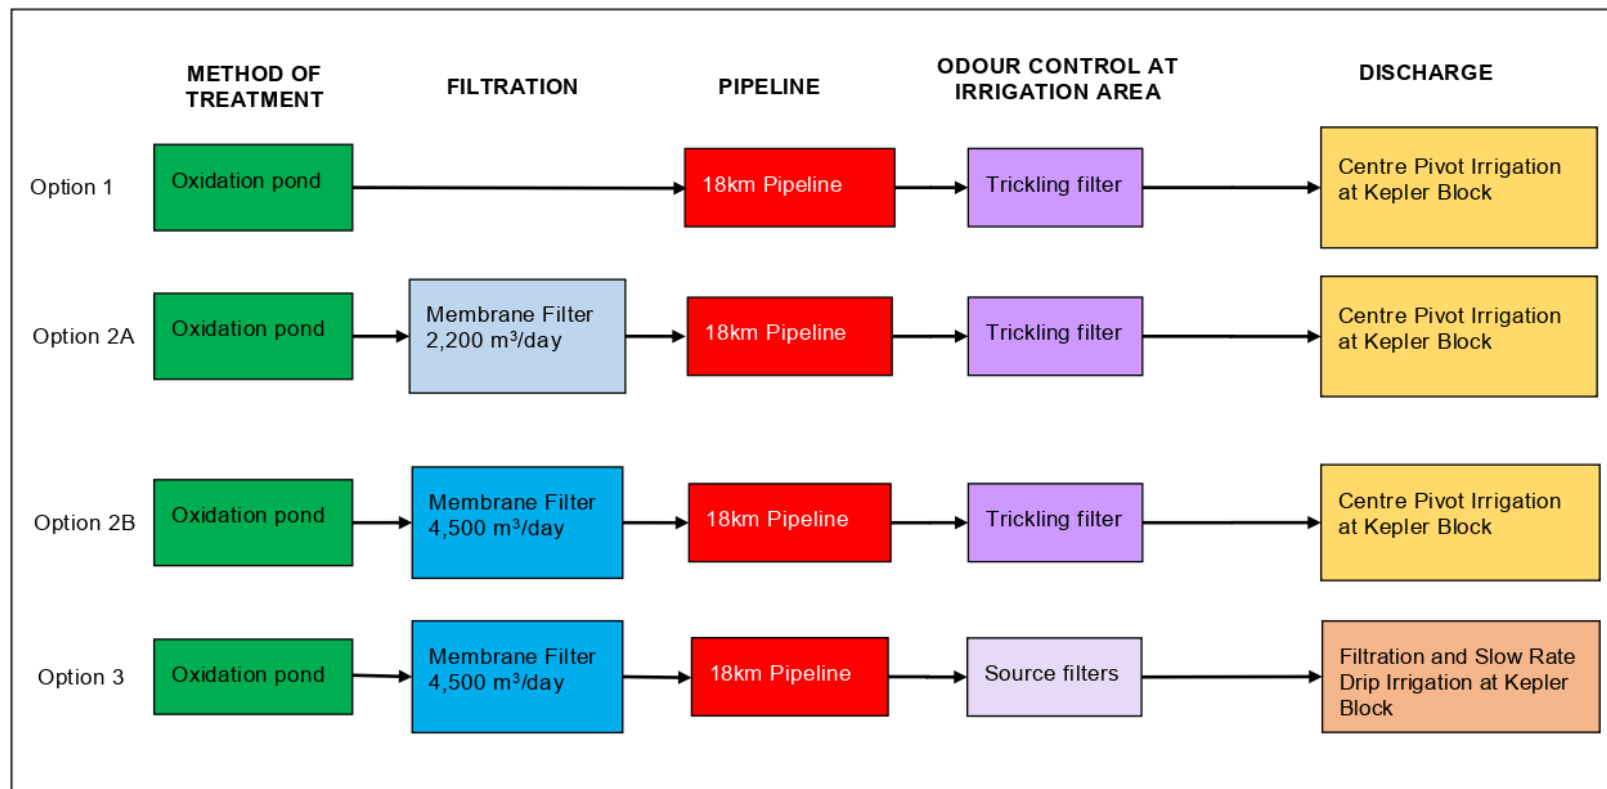 METHOD OF
TREATMENT
FILTRATION
PIPELINE
ODOUR CONTROL AT
IRRIGATION AREA
DISCHARGE
Option 1
Oxidation pond
18km Pipeline
Trickling filter
Centre Pivot Irrigation
at Kepler Block
Option 2A
Oxidation pond
Membrane Filter
2,200 m³/day
18km Pipeline
Trickling filter
Centre Pivot Irrigation
at Kepler Block
Option 2B
Oxidation pond
Membrane Filter
4,500 m³/day
18km Pipeline
Trickling filter
Centre Pivot Irrigation
at Kepler Block
Option 3
Oxidation pond
Membrane Filter
4,500 m³/day
18km Pipeline
Source filters
Filtration and Slow Rate
Drip Irrigation at Kepler
Block